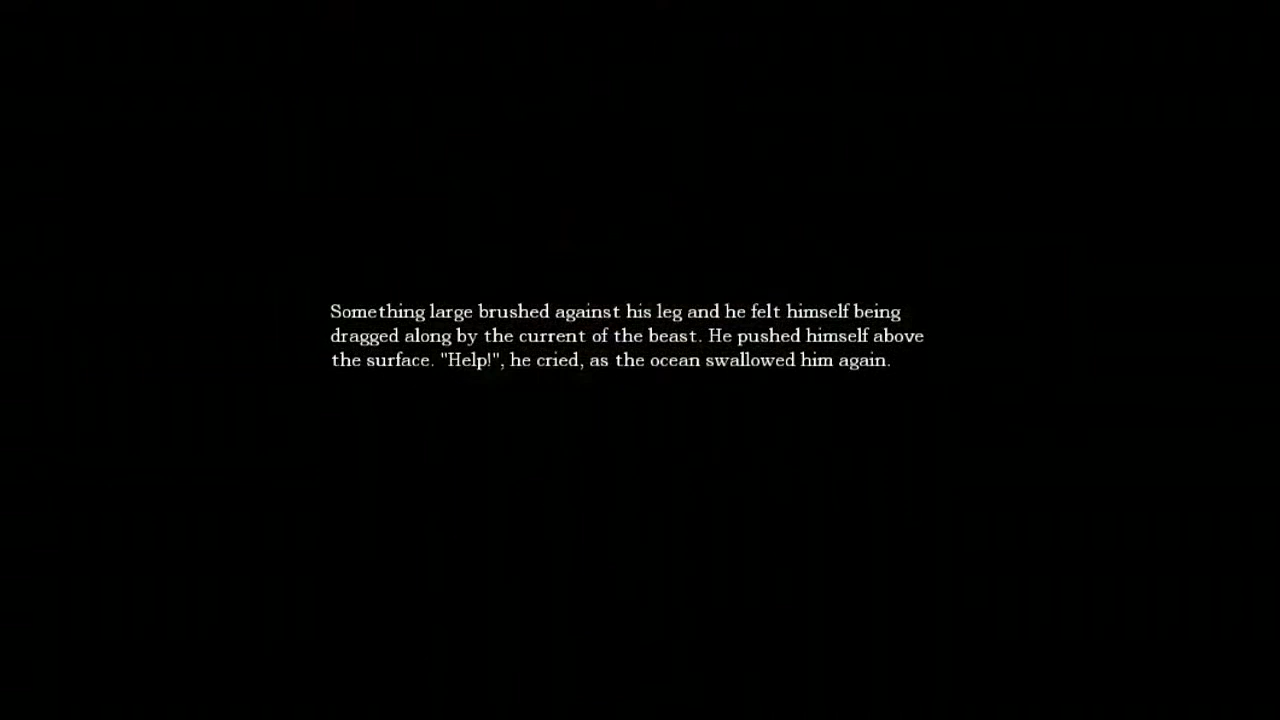 Something large brushed against his leg and he felt himself being
dragged along by the current of the beast. He pushed himself above
the surface. "Help!", he cried, as the ocean swallowed him again.